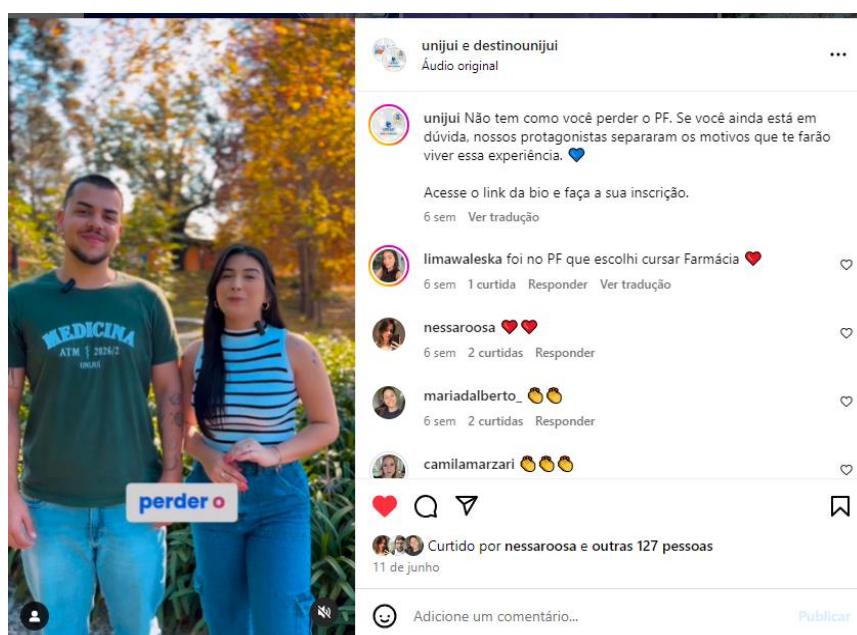 unijui e destinounijui
Áudio original
unijui Não tem como você perder o PF. Se você ainda está em
dúvida, nossos protagonistas separaram os motivos que te farão
viver essa experiência. 💙
Acesse o link da bio e faça a sua inscrição.
6 sem Ver tradução
limawaleska foi no PF que escolhi cursar Farmácia ❤️
6 sem 1 curtida Responder Ver tradução
nessaroosa ❤️❤️
6 sem 2 curtidas Responder
mariadalberto_ 👏👏
6 sem 2 curtidas Responder
camilamarzari 👏👏👏
Curtido por nessaroosa e outras 127 pessoas
11 de junho
Adicione um comentário... Publicar
MEDICINA
ATM 2026/2
UNIJUÍ
perder o